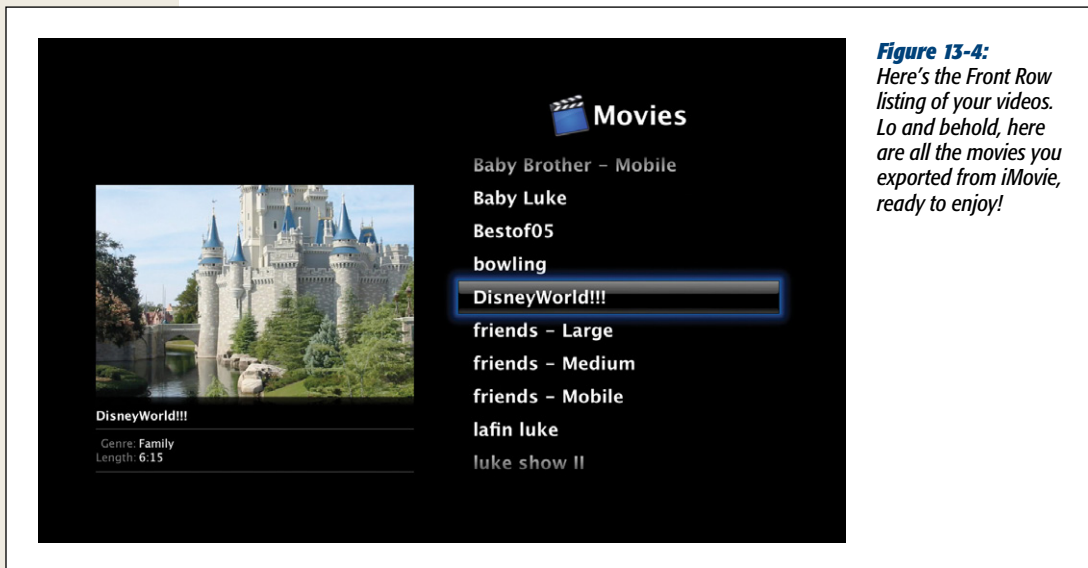 Movies
Baby Brother – Mobile
Baby Luke
Bestof05
bowling
DisneyWorld!!!
friends – Large
friends – Medium
friends – Mobile
lafin luke
luke show II
DisneyWorld!!!
Genre: Family
Length: 6:15
Figure 13-4:
Here's the Front Row
listing of your videos.
Lo and behold, here
are all the movies you
exported from iMovie,
ready to enjoy!